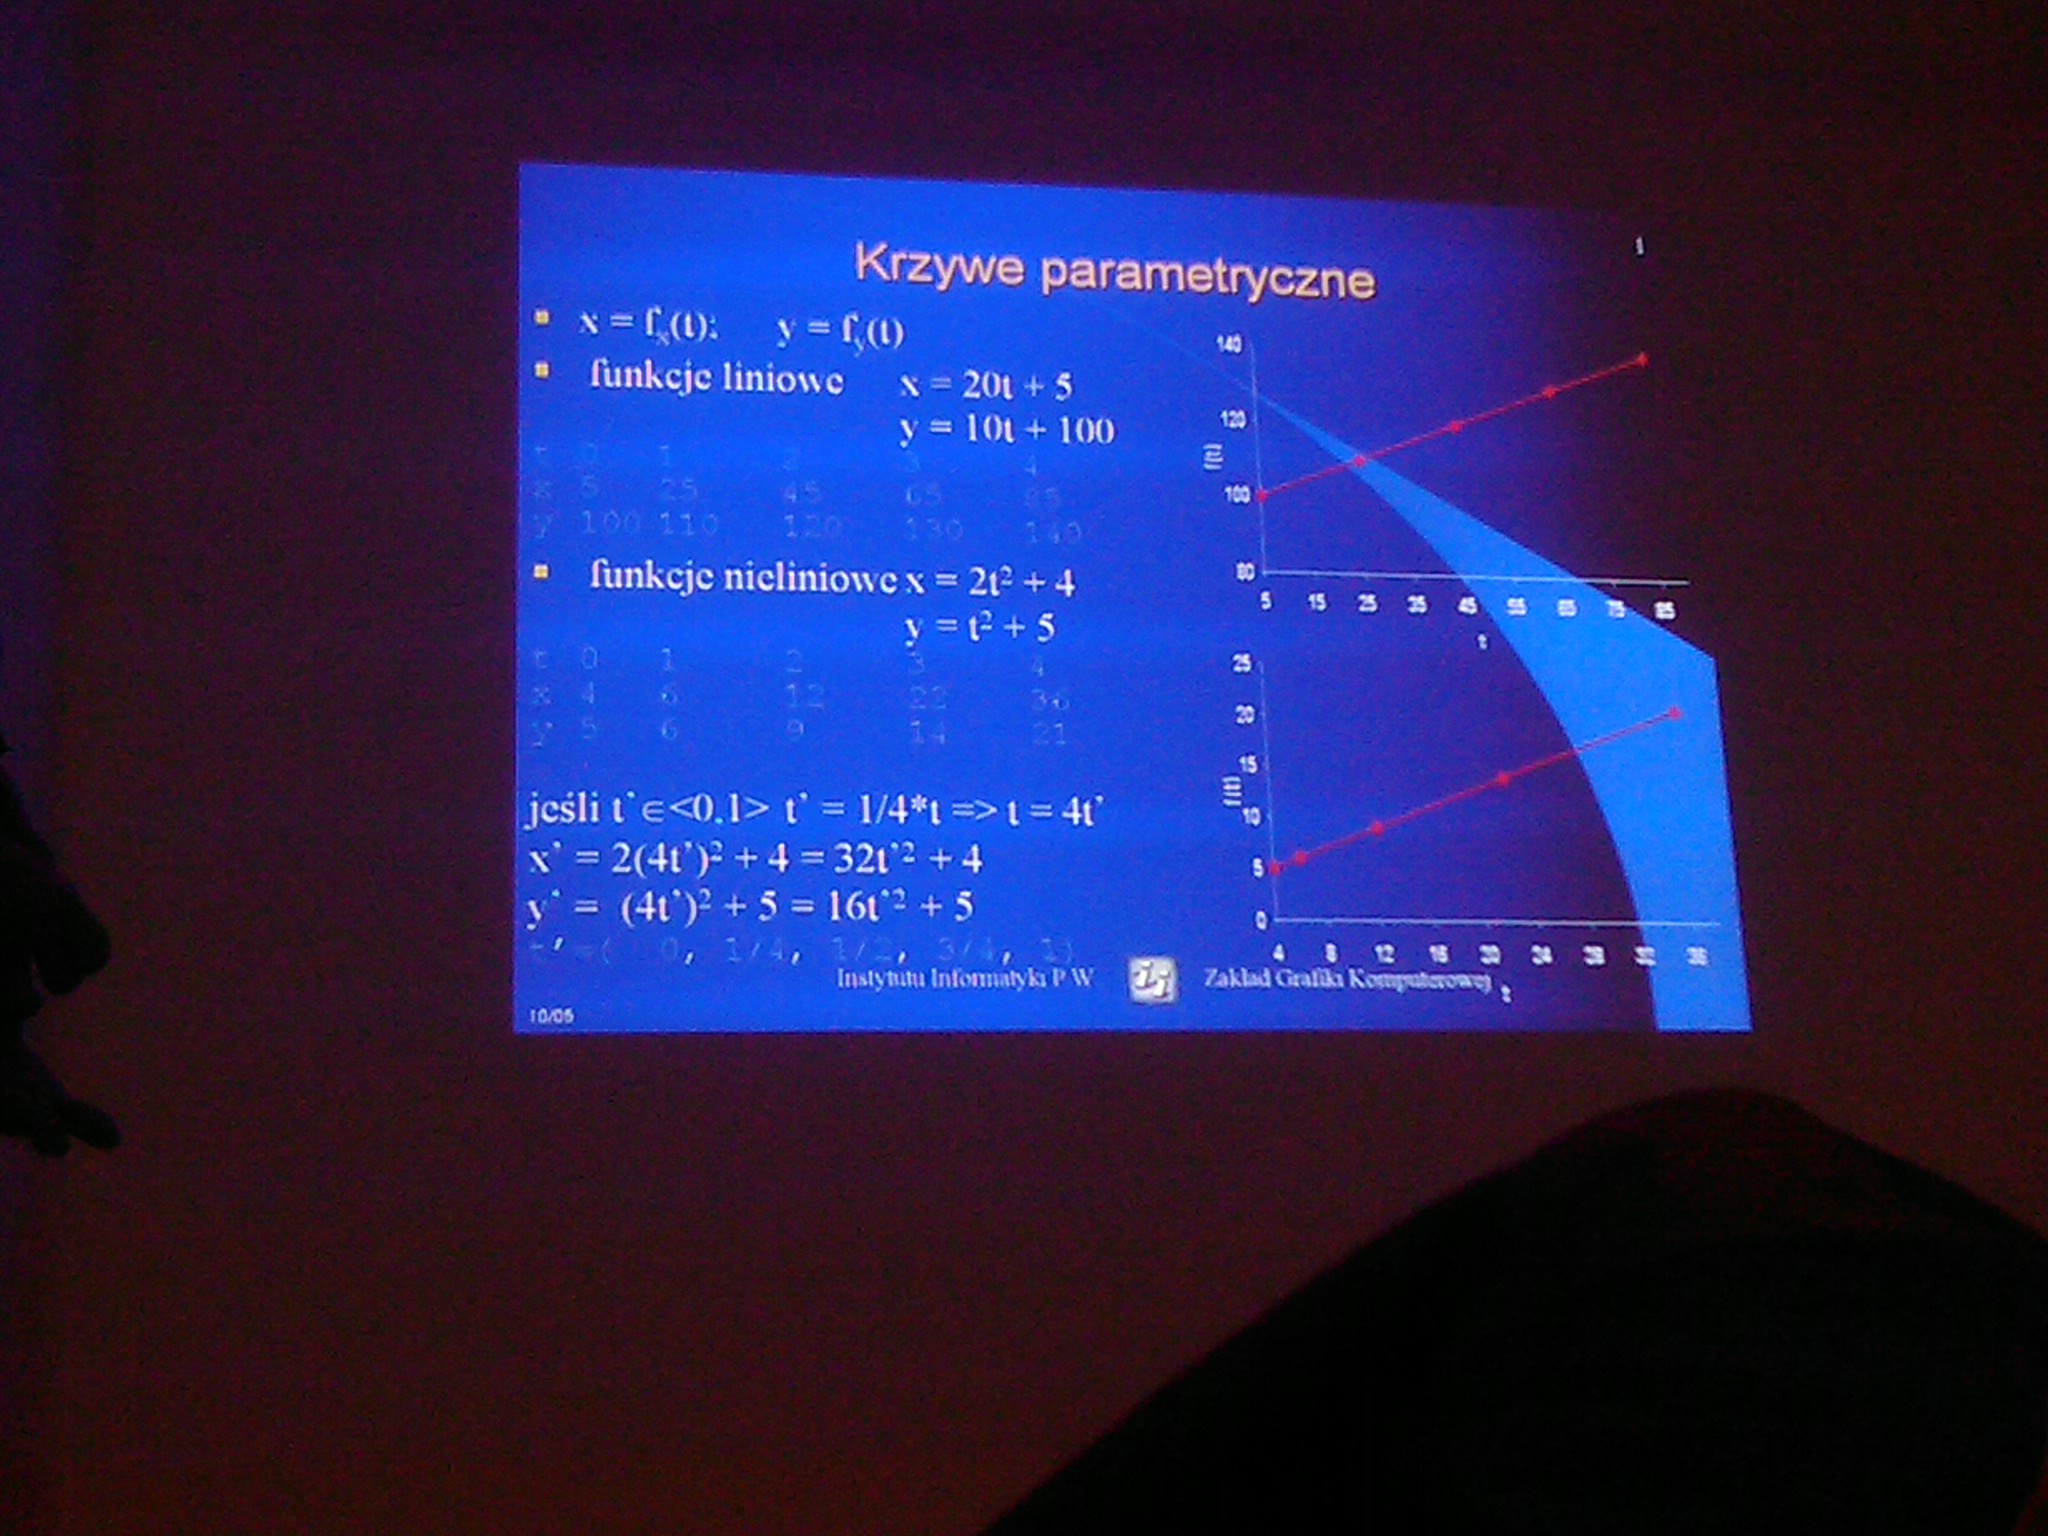 1
Krzywe parametryczne
x = fx(t); y = fy(t)
funkcje liniowe x = 20t + 5
y = 10t + 100
t 0 1 2 3 4
x 5 25 45 65 85
y 100 110 120 130 140
funkcje nieliniowe x = 2t² + 4
y = t² + 5
t 0 1 2 3 4
x 4 6 12 22 36
y 5 6 9 14 21
jeśli t’∈<0,1> t’ = 1/4*t => t = 4t’
x’ = 2(4t’)² + 4 = 32t’² + 4
y’ = (4t’)² + 5 = 16t’² + 5
t’=( 0, 1/4, 1/2, 3/4, 1)
140
120
f(t)
100
80
5 15 25 35 45 55 65 75 85
t
25
20
15
f(t)
10
5
0
4 8 12 16 20 24 28 32 36
t
Instytutu Informatyki P W Zakład Grafiki Komputerowej
10/05